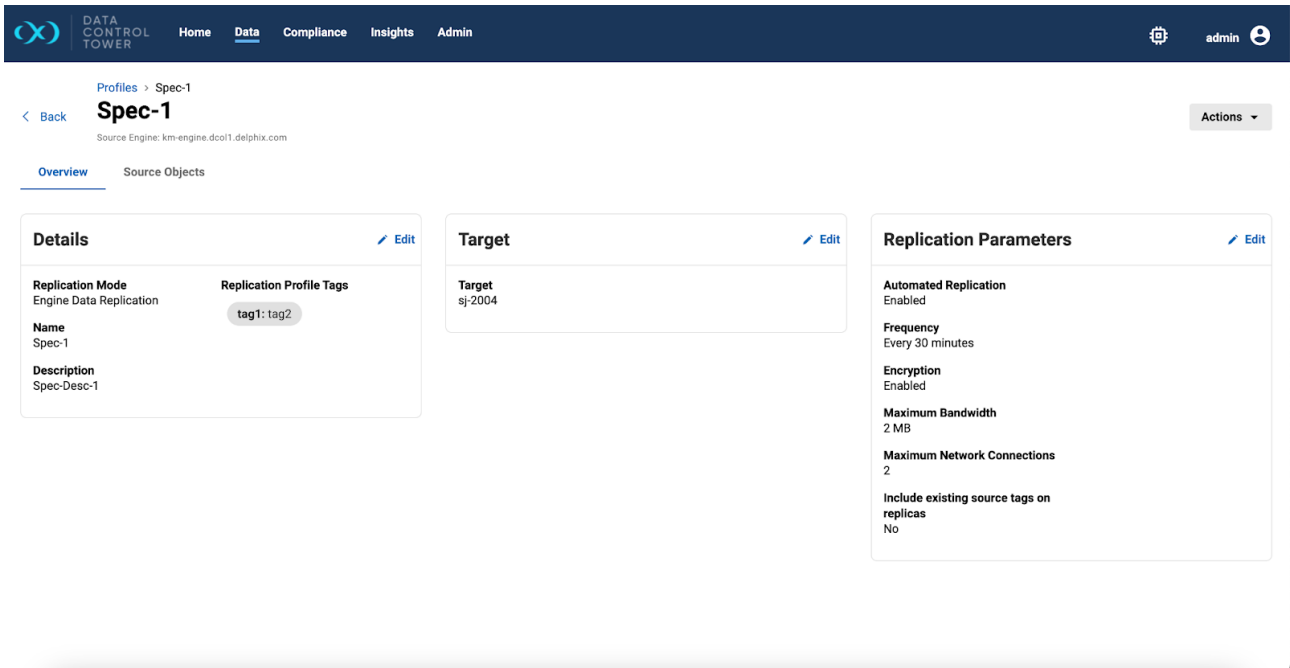 DATA
CONTROL
TOWER
Home
Data
Compliance
Insights
Admin
admin
Profiles › Spec-1
Back
Spec-1
Actions
Source Engine: km-engine.dcol1.delphix.com
Overview
Source Objects
Details
Edit
Replication Mode
Engine Data Replication
Name
Spec-1
Description
Spec-Desc-1
Replication Profile Tags
tag1: tag2
Target
Edit
Target
sj-2004
Replication Parameters
Edit
Automated Replication
Enabled
Frequency
Every 30 minutes
Encryption
Enabled
Maximum Bandwidth
2 MB
Maximum Network Connections
2
Include existing source tags on
replicas
No